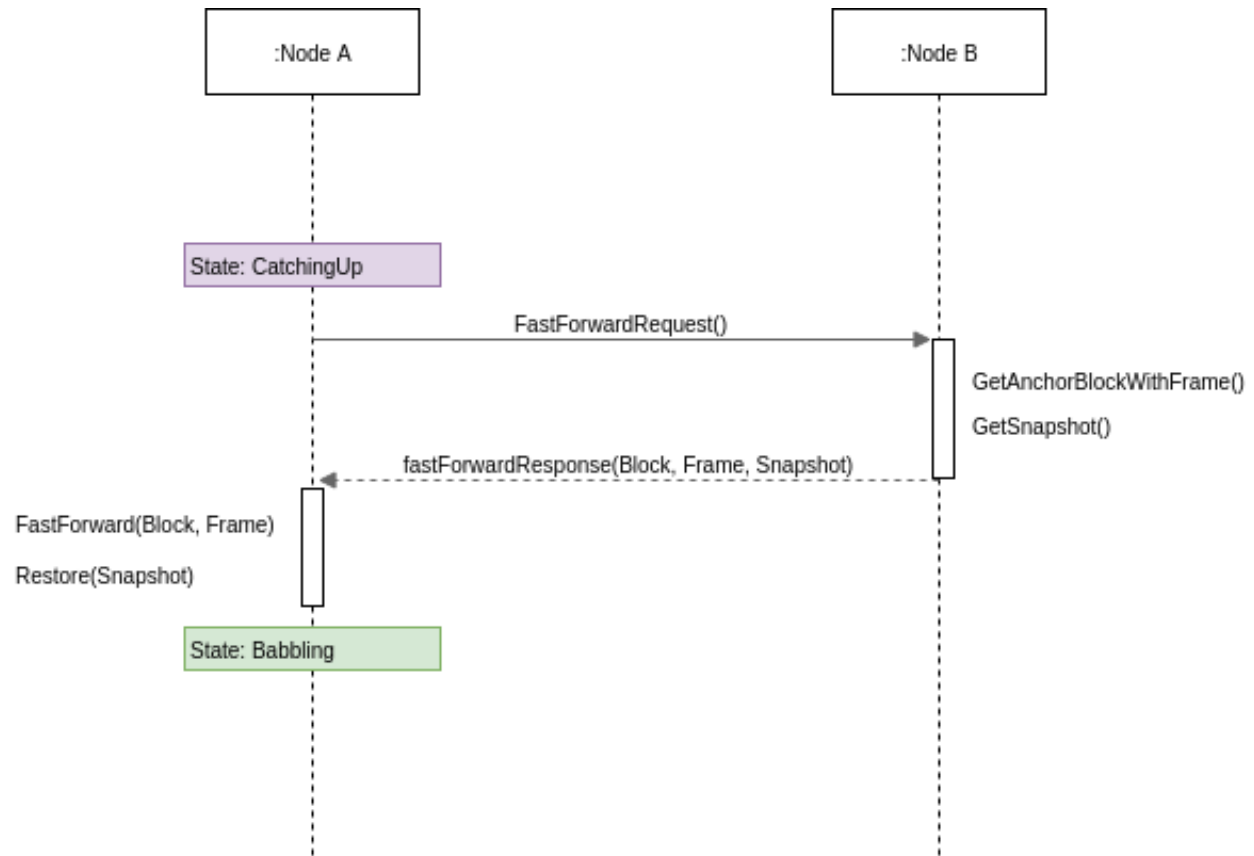 :Node A
:Node B
State: CatchingUp
FastForwardRequest()
GetAnchorBlockWithFrame()
GetSnapshot()
fastForwardResponse(Block, Frame, Snapshot)
FastForward(Block, Frame)
Restore(Snapshot)
State: Babbling